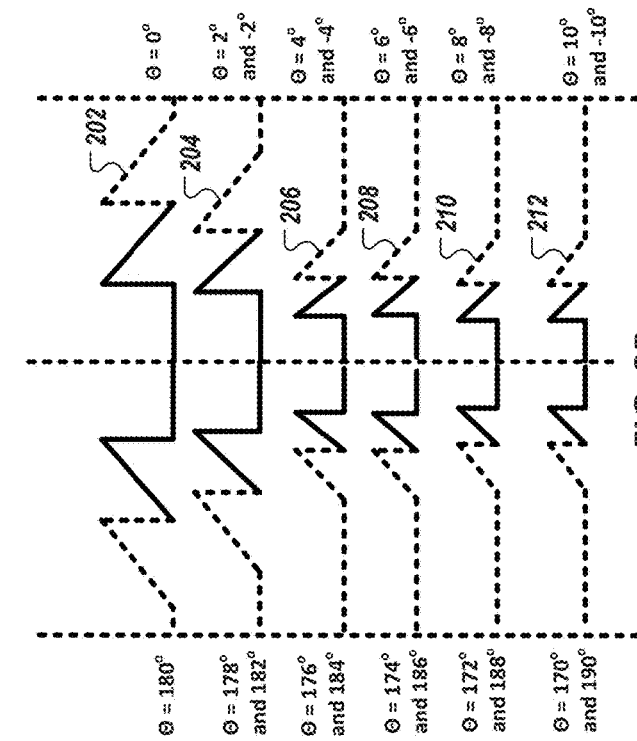 Θ = 0°
Θ = 2°
and -2°
Θ = 4°
and -4°
Θ = 6°
and -6°
Θ = 8°
and -8°
Θ = 10°
and -10°
202
204
206
208
210
212
Θ = 180°
Θ = 178°
and 182°
Θ = 176°
and 184°
Θ = 174°
and 186°
Θ = 172°
and 188°
Θ = 170°
and 190°